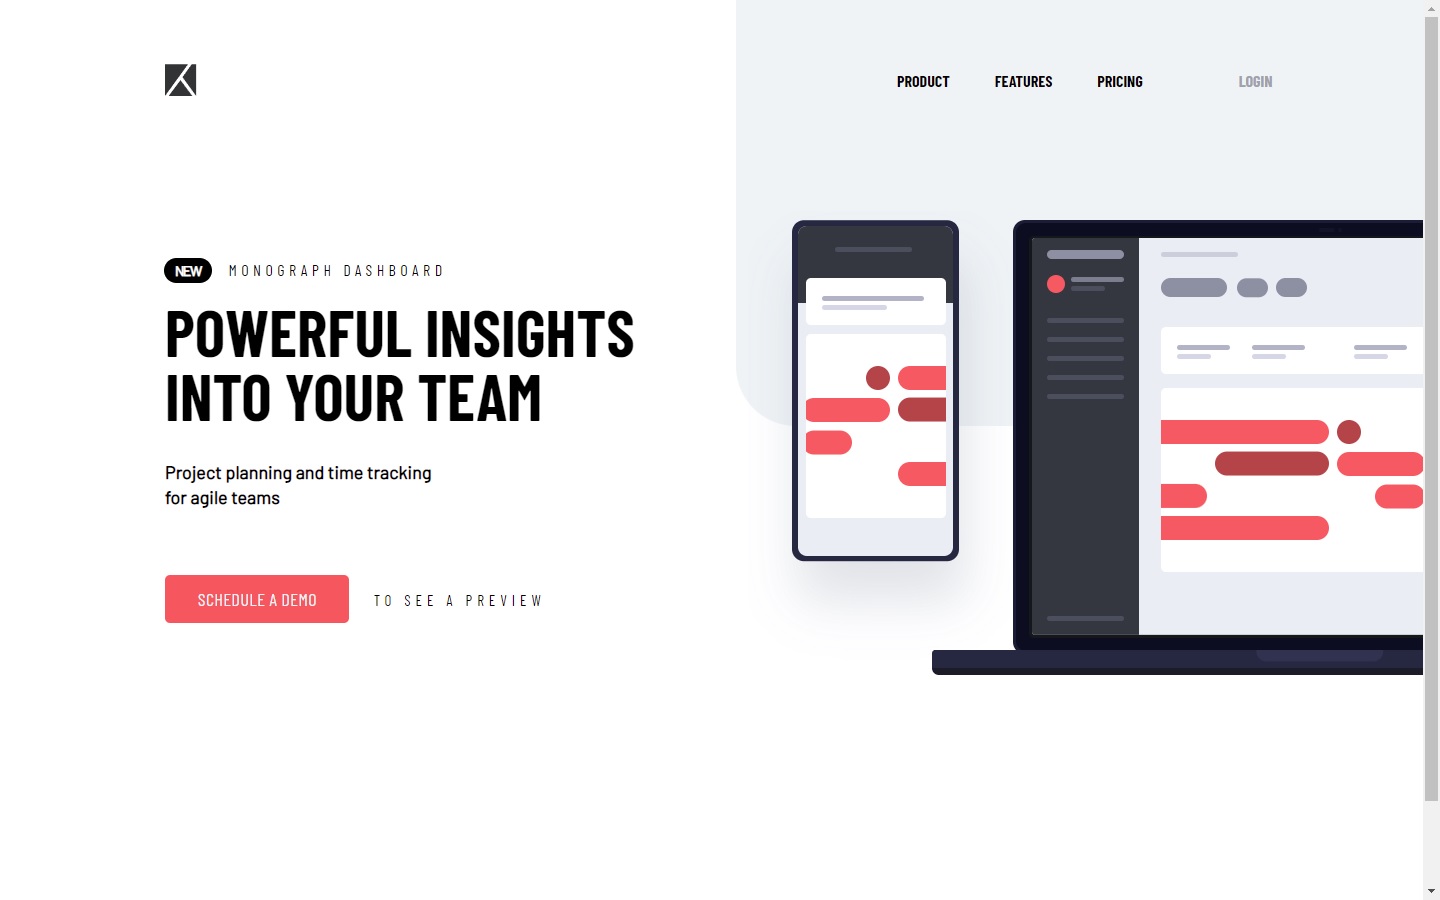 PRODUCT FEATURES PRICING LOGIN
NEW MONOGRAPH DASHBOARD
POWERFUL INSIGHTS
INTO YOUR TEAM
Project planning and time tracking
for agile teams
SCHEDULE A DEMO TO SEE A PREVIEW